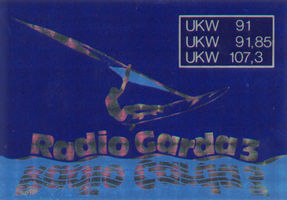 UKW 91
UKW 91,85
UKW 107,3
Radio Garda 3